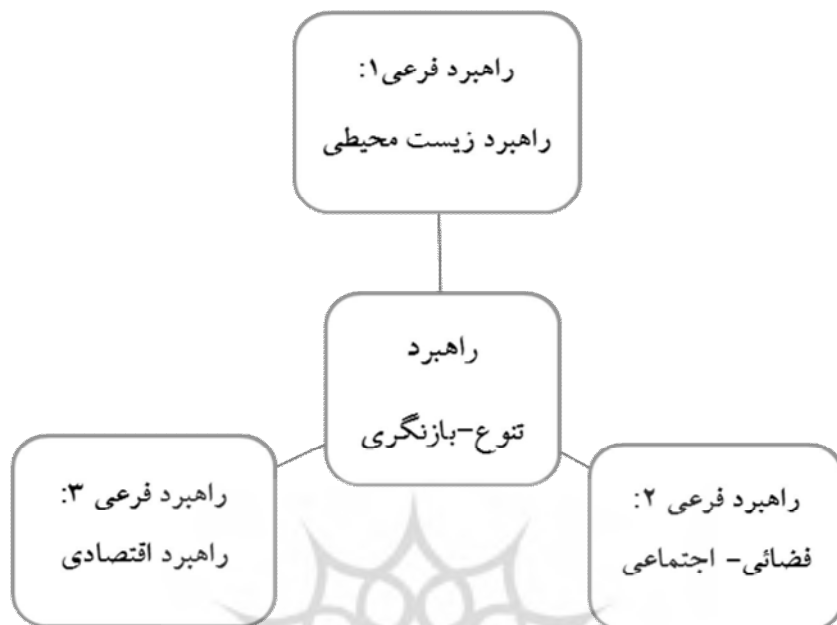 راهبرد فرعی۱:
راهبرد زیست محیطی
راهبرد
تنوع-بازنگری
راهبرد فرعی ۲:
فضائی- اجتماعی
راهبرد فرعی ۳:
راهبرد اقتصادی